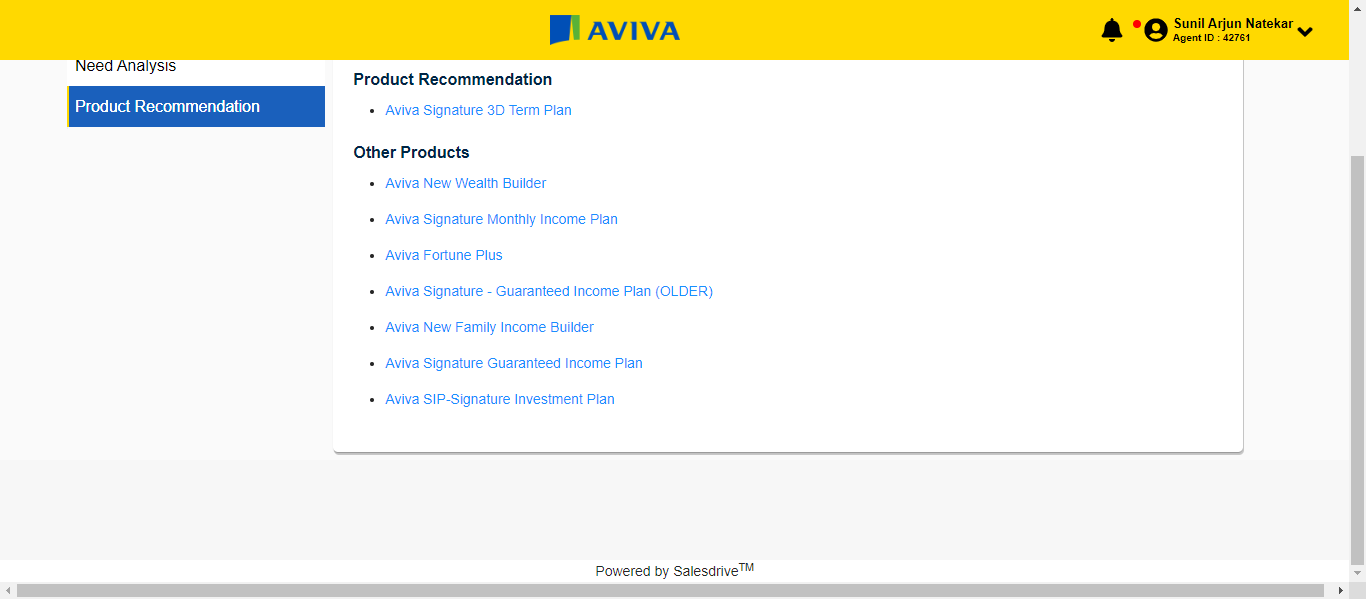 AVIVA
Sunil Arjun Natekar
Agent ID : 42761
Need Analysis
Product Recommendation
Product Recommendation
Aviva Signature 3D Term Plan
Other Products
Aviva New Wealth Builder
Aviva Signature Monthly Income Plan
Aviva Fortune Plus
Aviva Signature - Guaranteed Income Plan (OLDER)
Aviva New Family Income Builder
Aviva Signature Guaranteed Income Plan
Aviva SIP-Signature Investment Plan
Powered by Salesdrive™